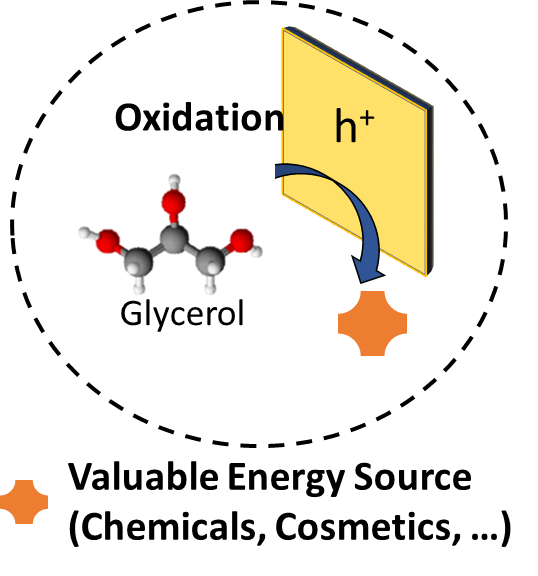 Oxidation
h⁺
Glycerol
Valuable Energy Source
(Chemicals, Cosmetics, ...)